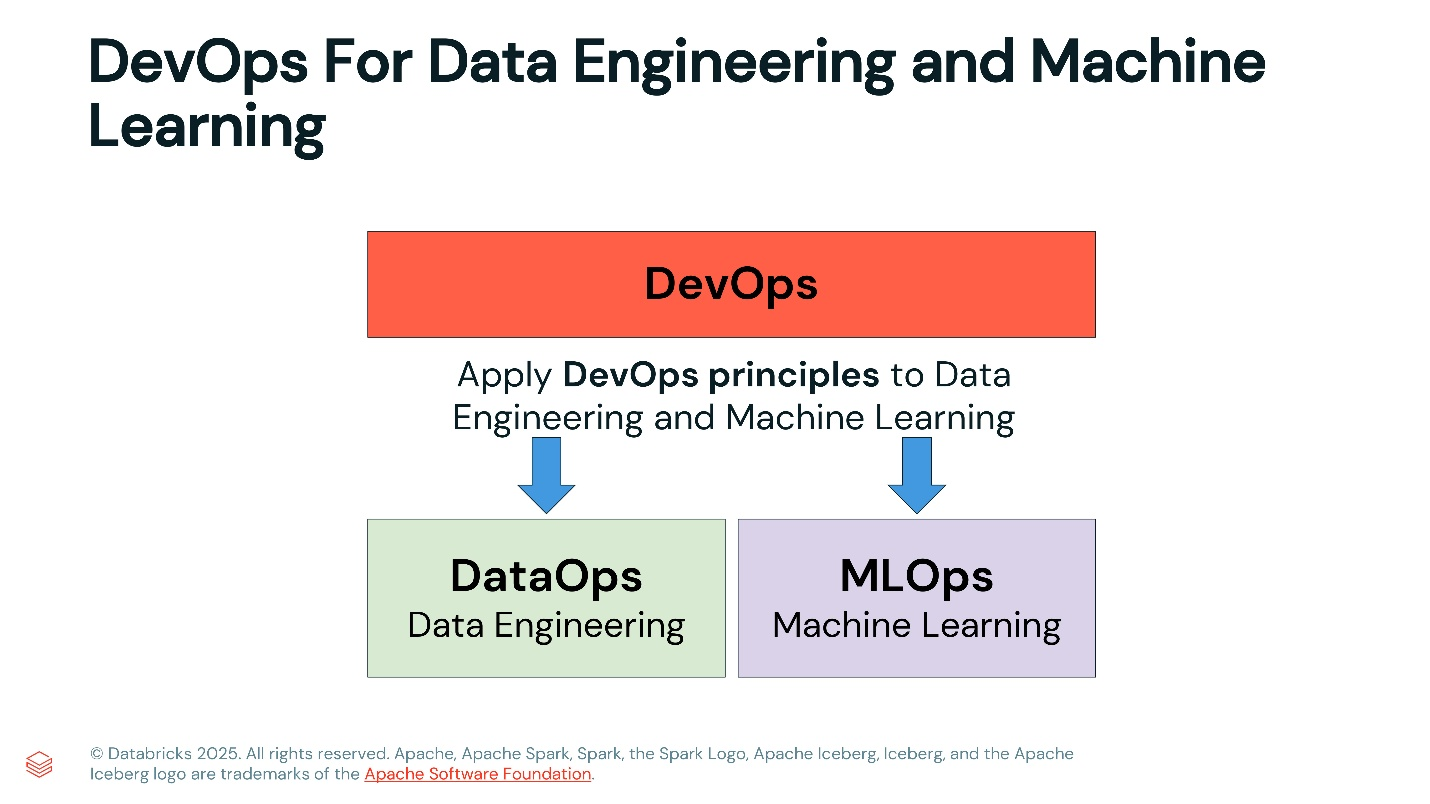 DevOps For Data Engineering and Machine
Learning
DevOps
Apply DevOps principles to Data
Engineering and Machine Learning
DataOps
Data Engineering
MLOps
Machine Learning
© Databricks 2025. All rights reserved. Apache, Apache Spark, Spark, the Spark Logo, Apache Iceberg, Iceberg, and the Apache
Iceberg logo are trademarks of the Apache Software Foundation.